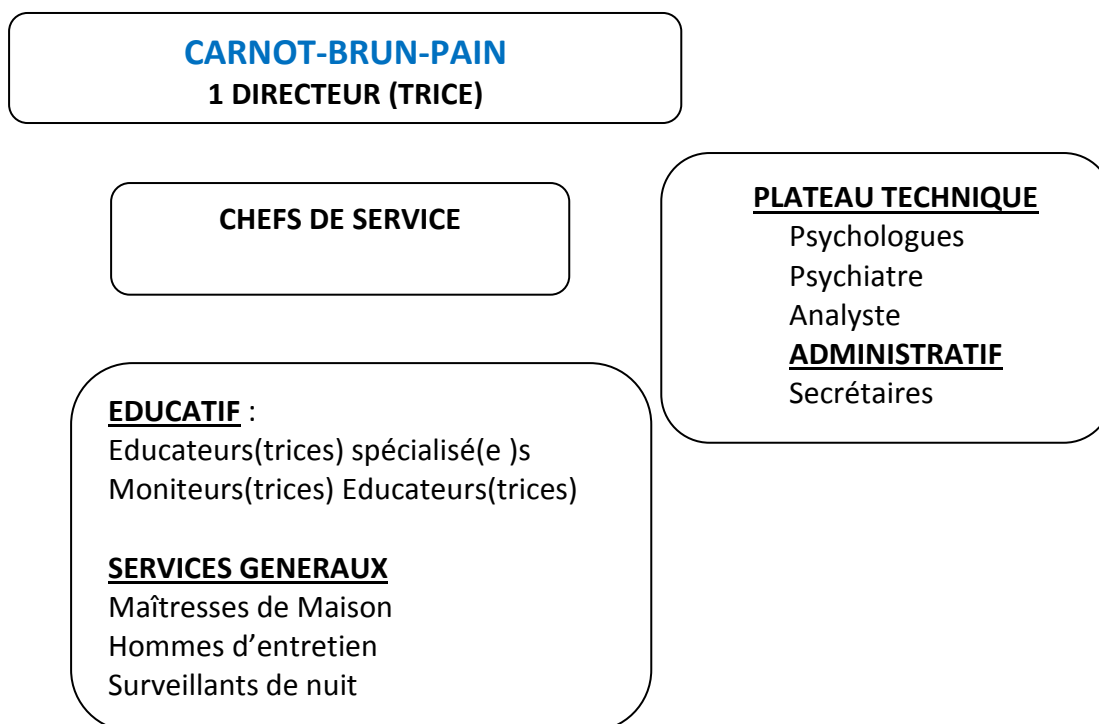 CARNOT-BRUN-PAIN
1 DIRECTEUR (TRICE)
CHEFS DE SERVICE
PLATEAU TECHNIQUE
Psychologues
Psychiatre
Analyste
ADMINISTRATIF
Secrétaires
EDUCATIF :
Educateurs(trices) spécialisé(e )s
Moniteurs(trices) Educateurs(trices)
SERVICES GENERAUX
Maîtresses de Maison
Hommes d’entretien
Surveillants de nuit